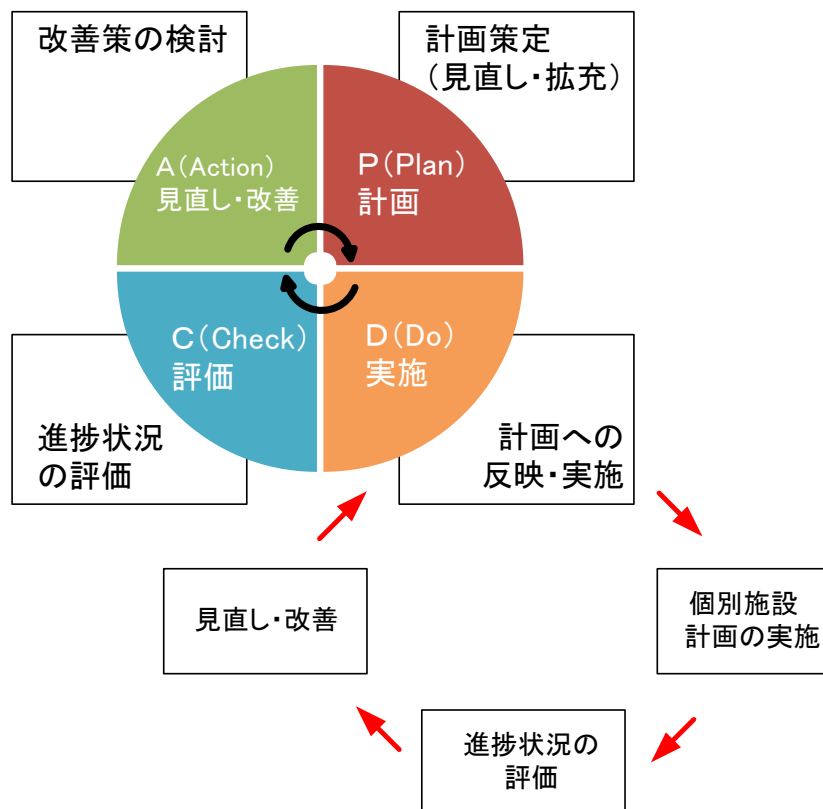 改善策の検討
計画策定
（見直し・拡充）
A（Action）
見直し・改善
P（Plan）
計画
C（Check）
評価
D（Do）
実施
進捗状況
の評価
計画への
反映・実施
見直し・改善
個別施設
計画の実施
進捗状況の
評価